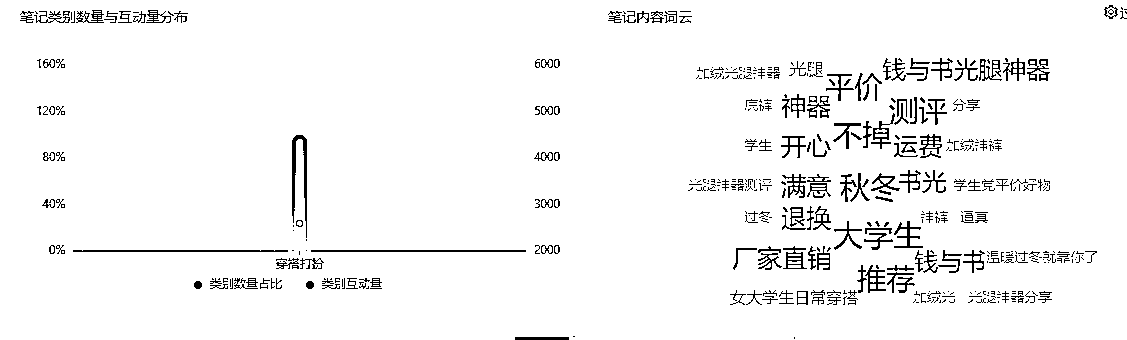 笔记类别数量与互动量分布
160%
6000
120%
5000
80%
4000
40%
3000
0%
2000
穿搭打扮
类别数量占比
类别互动量
笔记内容词云
加绒光腿神器
光腿
平价
钱与书光腿神器
底裤
神器
测评
分享
学生
开心
不掉
运费
加绒神裤
光腿神器测评
满意
秋冬
书光
学生党平价好物
过冬
退换
大学生
神裤
逼真
厂家直销
推荐
钱与书
温暖过冬就靠你了
女大学生日常穿搭
加绒光
光腿神器分享